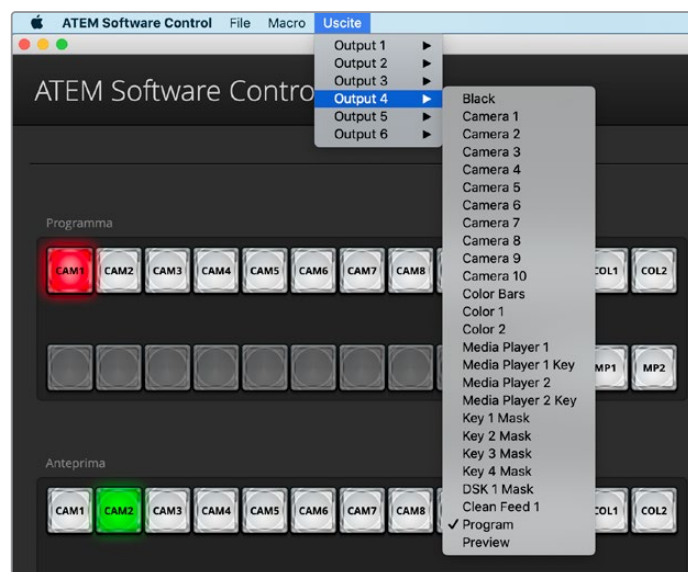 ATEM Software Control File Macro Uscite
Output 1
Output 2
Output 3
Output 4
Output 5
Output 6
ATEM Software Contro
Black
Camera 1
Camera 2
Camera 3
Camera 4
Camera 5
Camera 6
Camera 7
Camera 8
Camera 9
Camera 10
Color Bars
Color 1
Color 2
Media Player 1
Media Player 1 Key
Media Player 2
Media Player 2 Key
Key 1 Mask
Key 2 Mask
Key 3 Mask
Key 4 Mask
DSK 1 Mask
Clean Feed 1
✓ Program
Preview
Programma
CAM1 CAM2 CAM3 CAM4 CAM5 CAM6 CAM7 CAM8 COL1 COL2
MP1 MP2
Anteprima
CAM1 CAM2 CAM3 CAM4 CAM5 CAM6 CAM7 CAM8 COL1 COL2